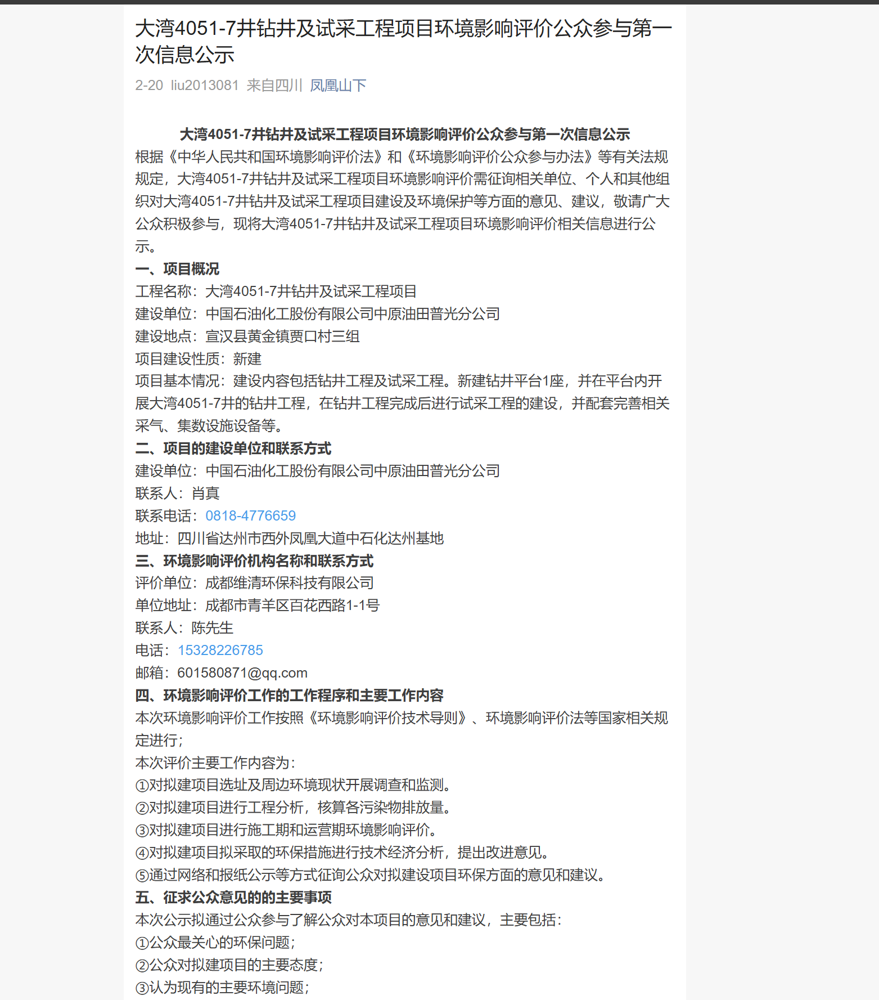 大湾4051-7井钻井及试采工程项目环境影响评价公众参与第一
次信息公示
2-20 liu2013081 来自四川 凤凰山下
大湾4051-7井钻井及试采工程项目环境影响评价公众参与第一次信息公示
根据《中华人民共和国环境影响评价法》和《环境影响评价公众参与办法》等有关法规
规定，大湾4051-7井钻井及试采工程项目环境影响评价需征询相关单位、个人和其他组
织对大湾4051-7井钻井及试采工程项目建设及环境保护等方面的意见、建议，敬请广大
公众积极参与，现将大湾4051-7井钻井及试采工程项目环境影响评价相关信息进行公
示。
一、项目概况
工程名称：大湾4051-7井钻井及试采工程项目
建设单位：中国石油化工股份有限公司中原油田普光分公司
建设地点：宣汉县黄金镇贾口村三组
项目建设性质：新建
项目基本情况：建设内容包括钻井工程及试采工程。新建钻井平台1座，并在平台内开
展大湾4051-7井的钻井工程，在钻井工程完成后进行试采工程的建设，并配套完善相关
采气、集数设施设备等。
二、项目的建设单位和联系方式
建设单位：中国石油化工股份有限公司中原油田普光分公司
联系人：肖真
联系电话：0818-4776659
地址：四川省达州市西外凤凰大道中石化达州基地
三、环境影响评价机构名称和联系方式
评价单位：成都维清环保科技有限公司
单位地址：成都市青羊区百花西路1-1号
联系人：陈先生
电话：15328226785
邮箱：601580871@qq.com
四、环境影响评价工作的工作程序和主要工作内容
本次环境影响评价工作按照《环境影响评价技术导则》、环境影响评价法等国家相关规
定进行；
本次评价主要工作内容为：
①对拟建项目选址及周边环境现状开展调查和监测。
②对拟建项目进行工程分析，核算各污染物排放量。
③对拟建项目进行施工期和运营期环境影响评价。
④对拟建项目拟采取的环保措施进行技术经济分析，提出改进意见。
⑤通过网络和报纸公示等方式征询公众对拟建设项目环保方面的意见和建议。
五、征求公众意见的的主要事项
本次公示拟通过公众参与了解公众对本项目的意见和建议，主要包括：
①公众最关心的环保问题；
②公众对拟建项目的主要态度；
③认为现有的主要环境问题；